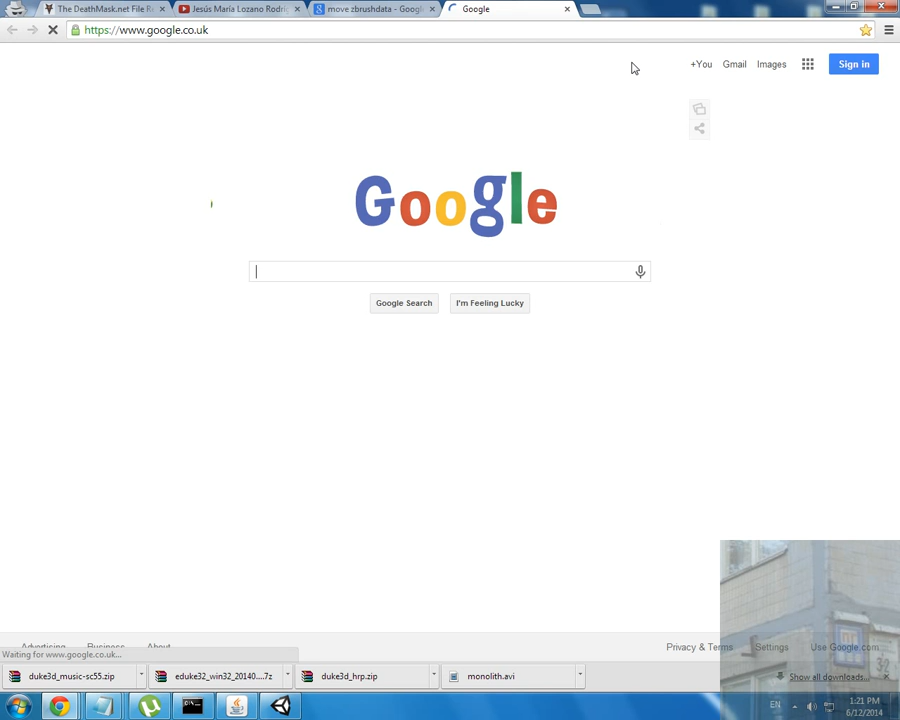 The DeathMask.net File Re
Jesús María Lozano Rodrig
move zbrushdata - Google
Google
https://www.google.co.uk
+You Gmail Images Sign in
Google
Google Search I'm Feeling Lucky
Advertising Business About Privacy & Terms Settings Use Google.com
Waiting for www.google.co.uk...
duke3d_music-sc55.zip eduke32_win32_20140....7z duke3d_hrp.zip monolith.avi Show all downloads...
EN 1:21 PM
6/12/2014